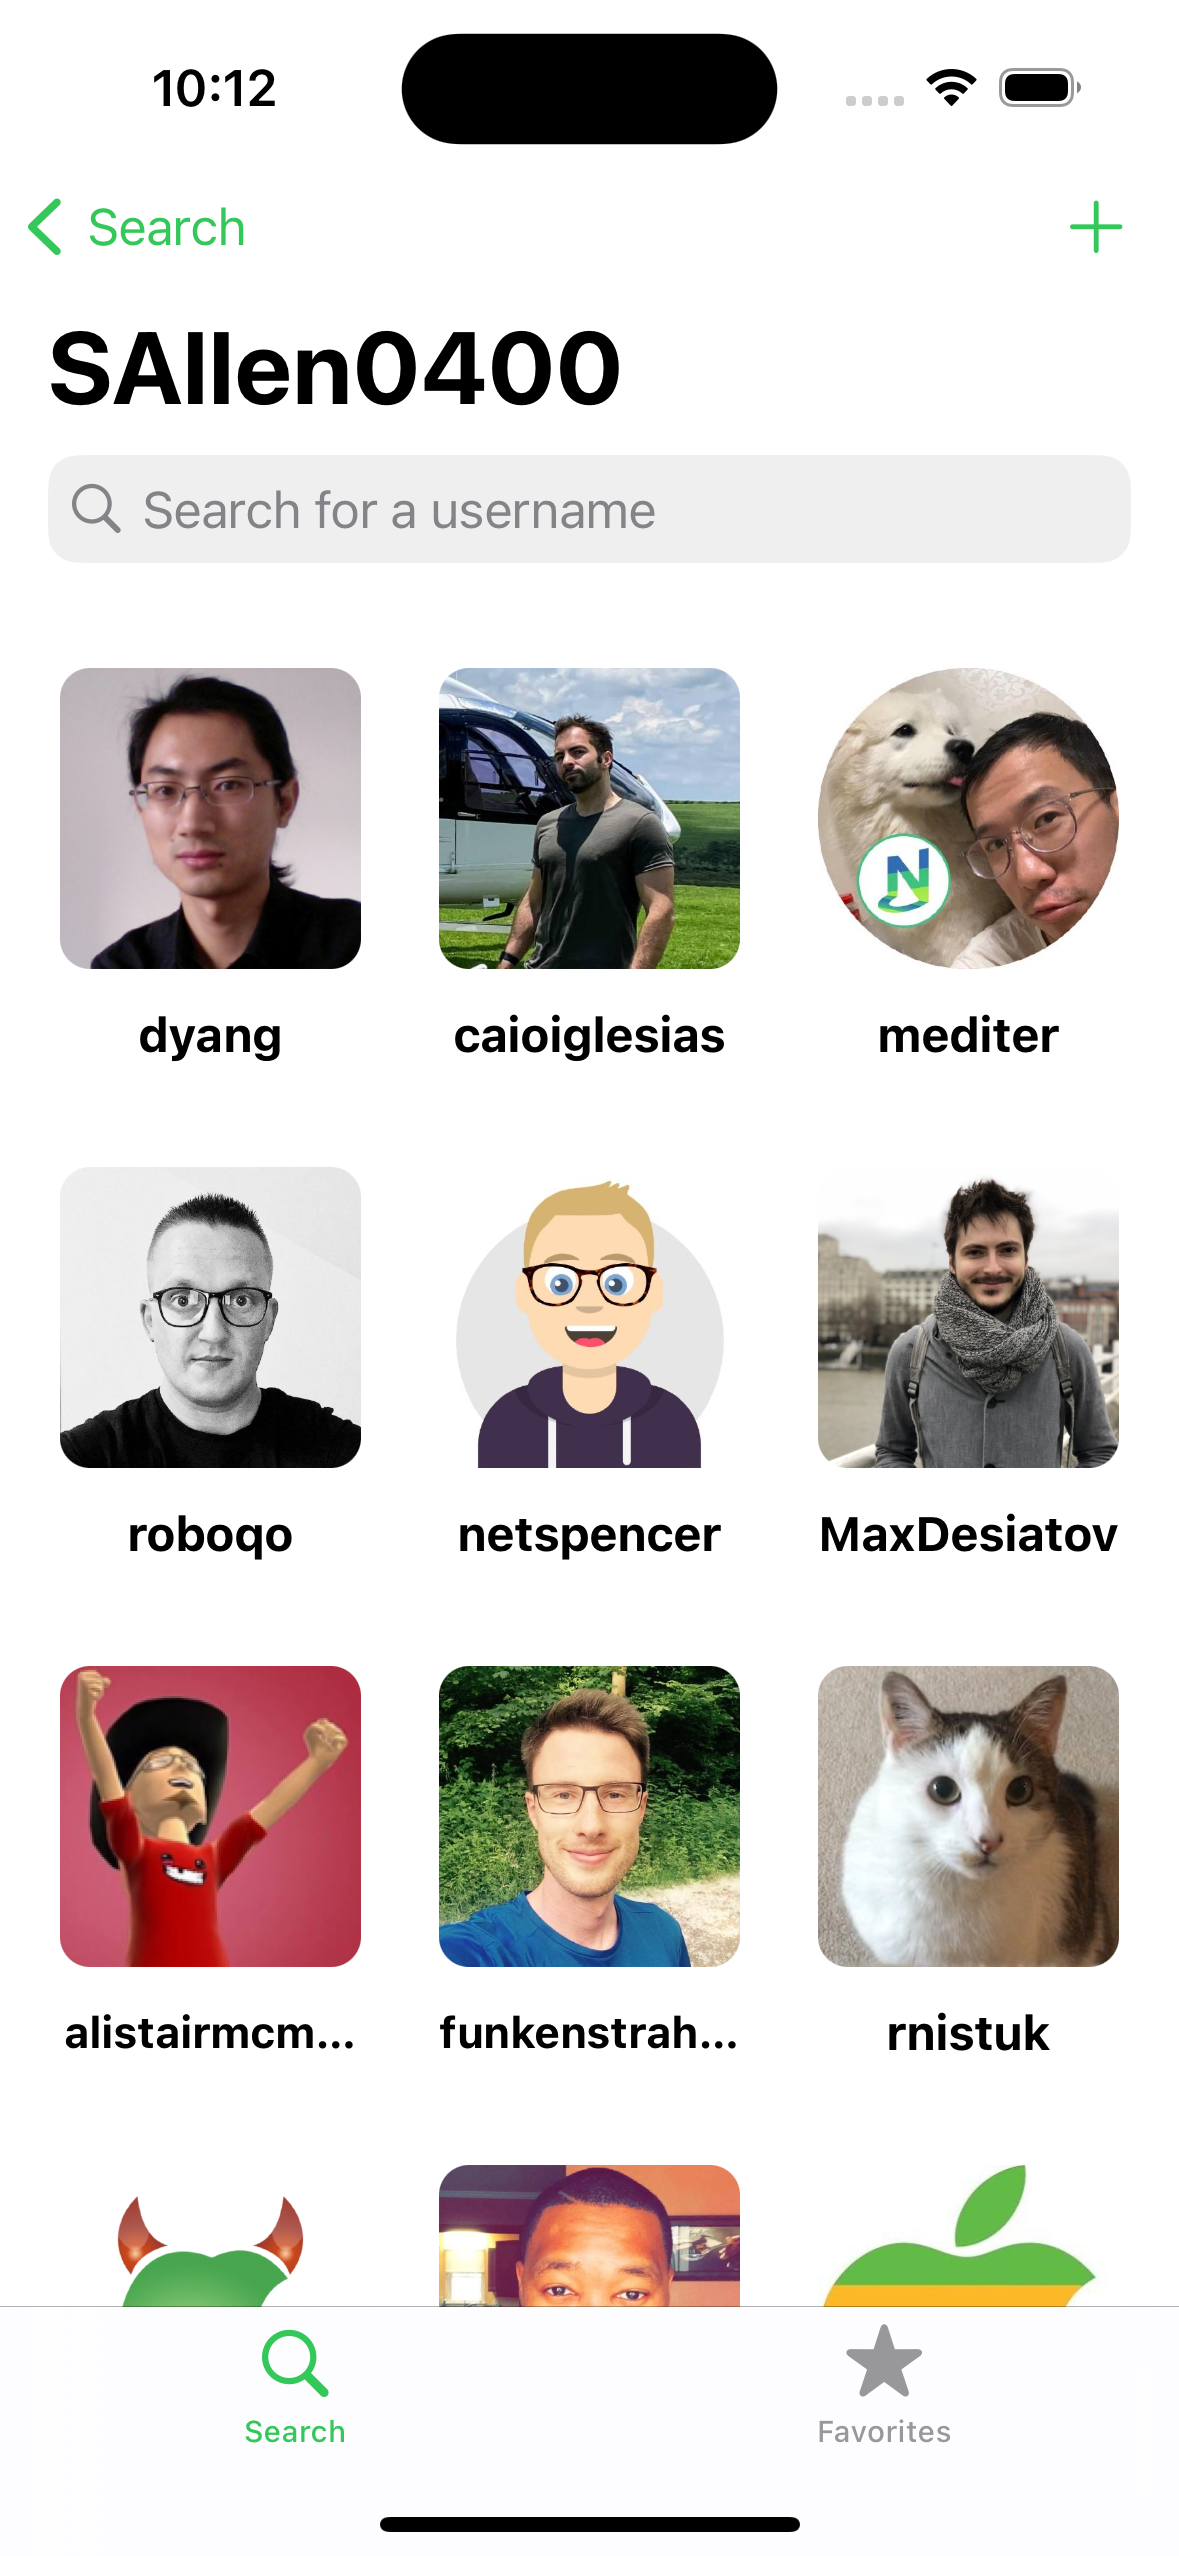 10:12
Search
SAllen0400
Search for a username
N
dyang
caioiglesias
mediter
roboqo
netspencer
MaxDesiatov
alistairmcm...
funkenstrah...
rnistuk
Search
Favorites